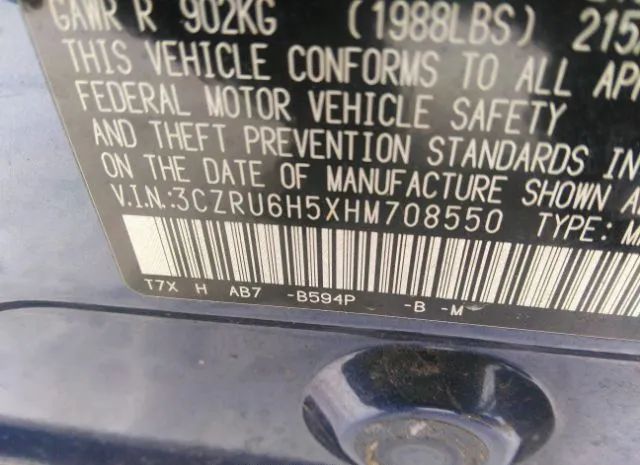 GAWR R 902KG (1988LBS) 215
THIS VEHICLE CONFORMS TO ALL APP
FEDERAL MOTOR VEHICLE SAFETY
AND THEFT PREVENTION STANDARDS IN
ON THE DATE OF MANUFACTURE SHOWN A
V.I.N.:3CZRU6H5XHM708550 TYPE:M
T7X H AB7 -B594P -B -M